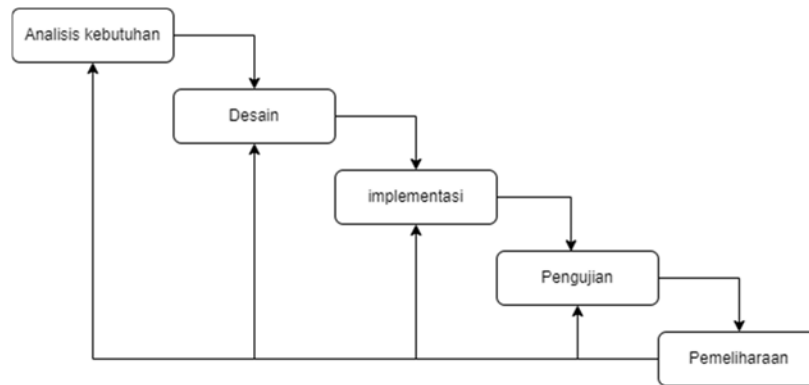 Analisis kebutuhan
Desain
implementasi
Pengujian
Pemeliharaan